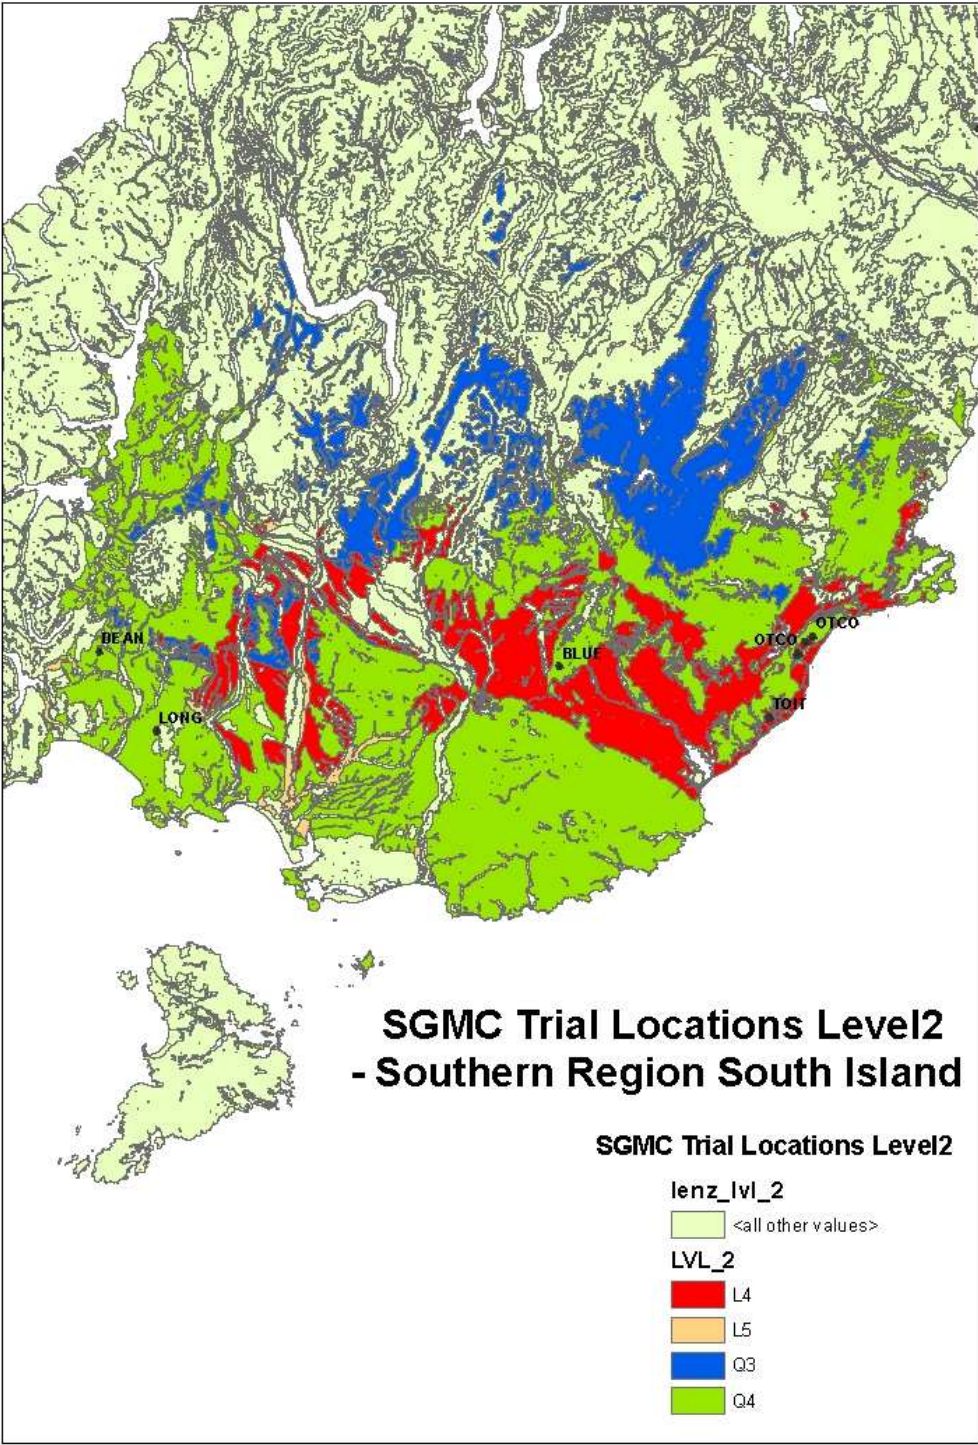 DEAN
BLUE
OTCO
OTCO
LONG
TOIT
SGMC Trial Locations Level2
- Southern Region South Island
SGMC Trial Locations Level2
lenz_lvl_2
<all other values>
LVL_2
L4
L5
Q3
Q4